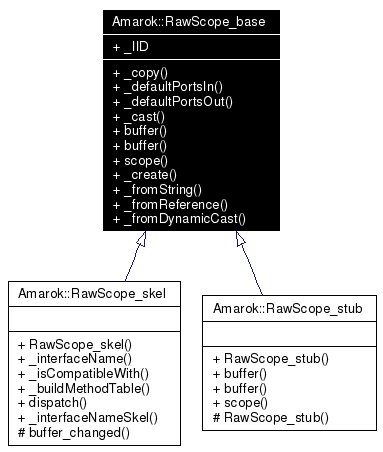 Amarok::RawScope_base
+ _IID
+ _copy()
+ _defaultPortsIn()
+ _defaultPortsOut()
+ _cast()
+ buffer()
+ buffer()
+ scope()
+ _create()
+ _fromString()
+ _fromReference()
+ _fromDynamicCast()
Amarok::RawScope_skel
+ RawScope_skel()
+ _interfaceName()
+ _isCompatibleWith()
+ _buildMethodTable()
+ dispatch()
+ _interfaceNameSkel()
# buffer_changed()
Amarok::RawScope_stub
+ RawScope_stub()
+ buffer()
+ buffer()
+ scope()
# RawScope_stub()